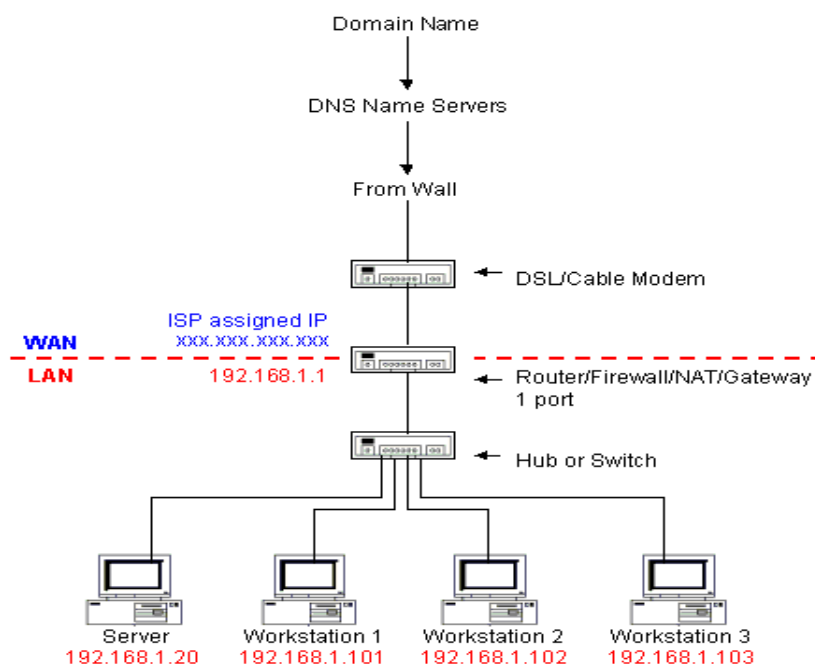 Domain Name
DNS Name Servers
From Wall
DSL/Cable Modem
ISP assigned IP
xxx.xxx.xxx.xxx
WAN
LAN
192.168.1.1
Router/Firewall/NAT/Gateway
1 port
Hub or Switch
Server
192.168.1.20
Workstation 1
192.168.1.101
Workstation 2
192.168.1.102
Workstation 3
192.168.1.103